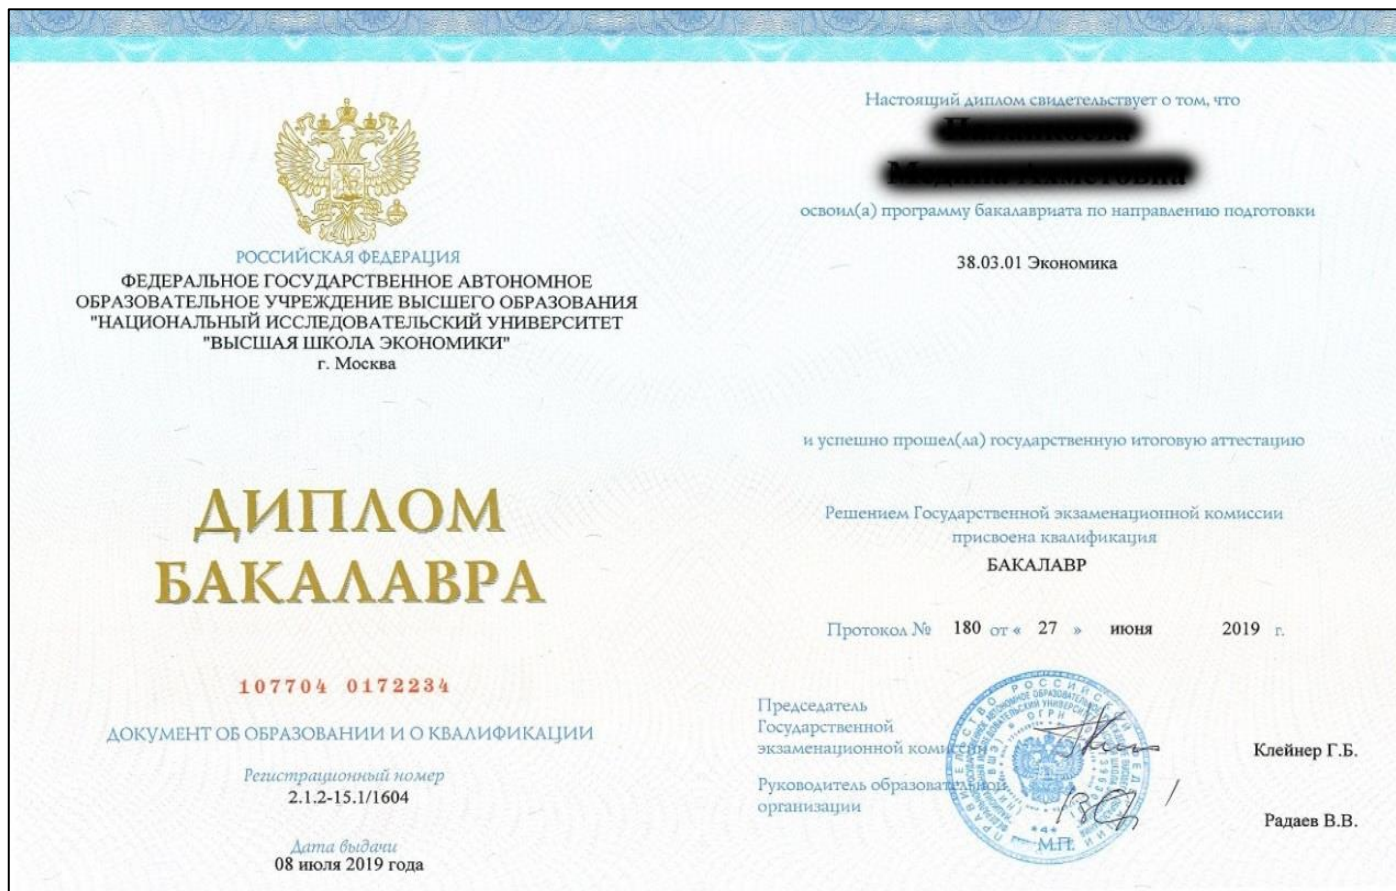 РОССИЙСКАЯ ФЕДЕРАЦИЯ
ФЕДЕРАЛЬНОЕ ГОСУДАРСТВЕННОЕ АВТОНОМНОЕ
ОБРАЗОВАТЕЛЬНОЕ УЧРЕЖДЕНИЕ ВЫСШЕГО ОБРАЗОВАНИЯ
"НАЦИОНАЛЬНЫЙ ИССЛЕДОВАТЕЛЬСКИЙ УНИВЕРСИТЕТ
"ВЫСШАЯ ШКОЛА ЭКОНОМИКИ"
г. Москва
ДИПЛОМ
БАКАЛАВРА
107704 0172234
ДОКУМЕНТ ОБ ОБРАЗОВАНИИ И О КВАЛИФИКАЦИИ
Регистрационный номер
2.1.2-15.1/1604
Дата выдачи
08 июля 2019 года
Настоящий диплом свидетельствует о том, что
освоил(а) программу бакалавриата по направлению подготовки
38.03.01 Экономика
и успешно прошел(ла) государственную итоговую аттестацию
Решением Государственной экзаменационной комиссии
присвоена квалификация
БАКАЛАВР
Протокол № 180 от « 27 » июня 2019 г.
Председатель
Государственной
экзаменационной комиссии
Клейнер Г.Б.
Руководитель образовательной
организации
Радаев В.В.
М.П.